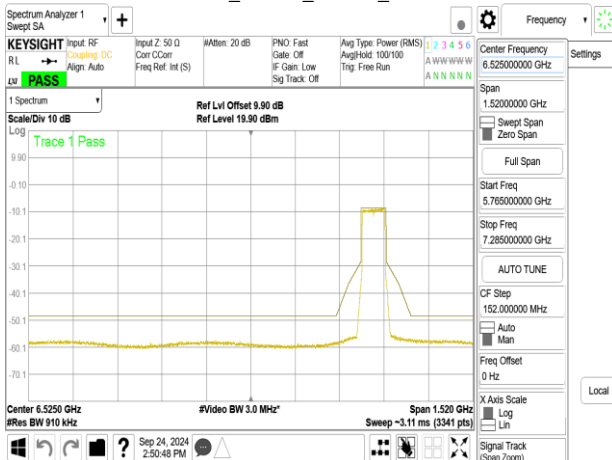 Spectrum Analyzer 1
Swept SA
+
Frequency
KEYSIGHT
RL
LXI
PASS
Input: RF
Coupling: DC
Align: Auto
Input Z: 50 Ω
Corr CCorr
Freq Ref: Int (S)
#Atten: 20 dB
PNO: Fast
Gate: Off
IF Gain: Low
Sig Track: Off
Avg Type: Power (RMS)
Avg|Hold: 100/100
Trig: Free Run
1 2 3 4 5 6
A W W W W W
A N N N N N
1 Spectrum
Scale/Div 10 dB
Ref Lvl Offset 9.90 dB
Ref Level 19.90 dBm
Log
Trace 1 Pass
9.90
-0.10
-10.1
-20.1
-30.1
-40.1
-50.1
-60.1
-70.1
Center 6.5250 GHz
#Res BW 910 kHz
#Video BW 3.0 MHz*
Span 1.520 GHz
Sweep ~3.11 ms (3341 pts)
Sep 24, 2024
2:50:48 PM
?
Center Frequency
6.525000000 GHz
Span
1.52000000 GHz
Swept Span
Zero Span
Full Span
Start Freq
5.765000000 GHz
Stop Freq
7.285000000 GHz
AUTO TUNE
CF Step
152.000000 MHz
Auto
Man
Freq Offset
0 Hz
X Axis Scale
Log
Lin
Signal Track
(Span Zoom)
Settings
Local